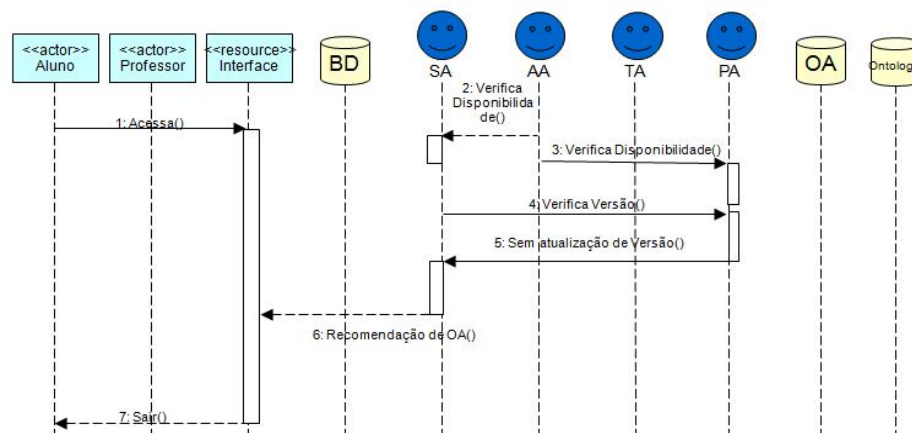 <<actor>>
Aluno
<<actor>>
Professor
<<resource>>
Interface
BD
SA
AA
TA
PA
OA
Ontolog
2: Verifica
Disponibilida
de()
1: Acessa()
3: Verifica Disponibilidade()
4: Verifica Versão()
5: Sem atualização de Versão()
6: Recomendação de OA()
7: Sair()